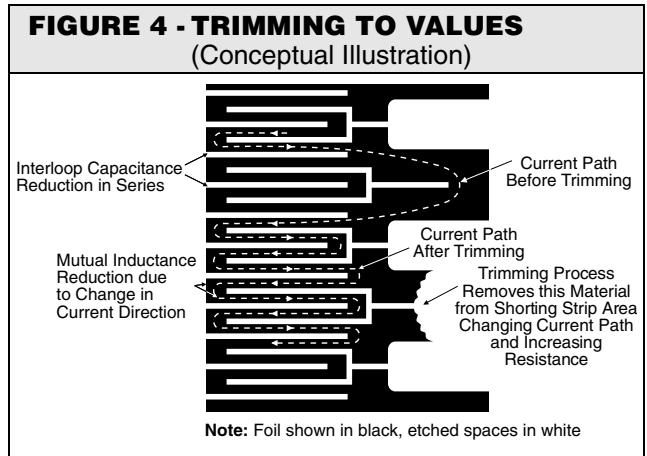 FIGURE 4 - TRIMMING TO VALUES
(Conceptual Illustration)
Interloop Capacitance
Reduction in Series
Current Path
Before Trimming
Mutual Inductance
Reduction due
to Change in
Current Direction
Current Path
After Trimming
Trimming Process
Removes this Material
from Shorting Strip Area
Changing Current Path
and Increasing
Resistance
Note: Foil shown in black, etched spaces in white